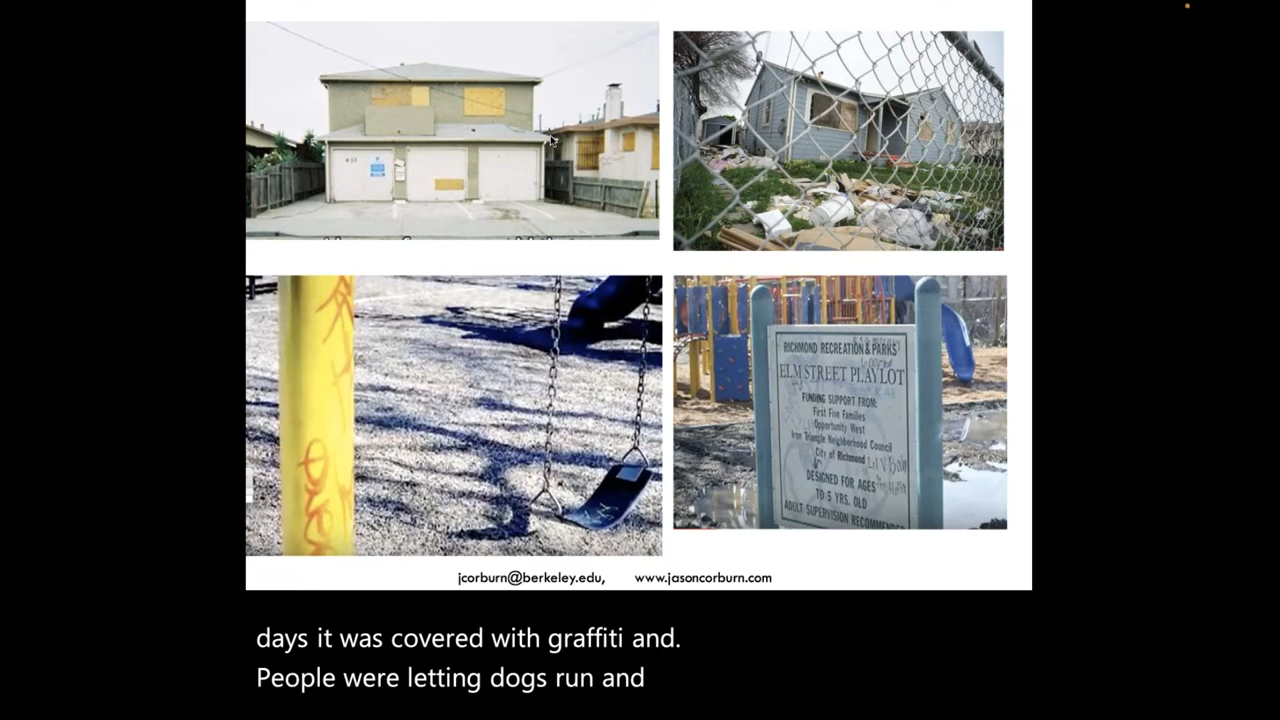 RICHMOND RECREATION & PARKS
ELM STREET PLAYLOT
FUNDING SUPPORT FROM:
First Five Families
Opportunity West
Iron Triangle Neighborhood Council
City of Richmond
DESIGNED FOR AGES
TO 5 YRS. OLD
ADULT SUPERVISION RECOMMENDED
jcorburn@berkeley.edu, www.jasoncorburn.com
days it was covered with graffiti and.
People were letting dogs run and